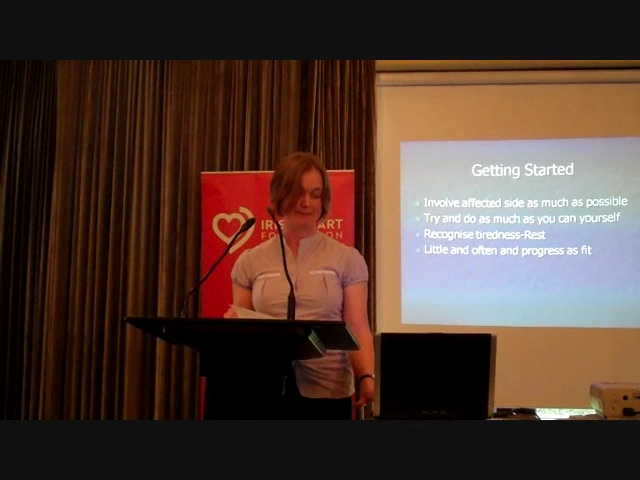 Getting Started
Involve affected side as much as possible
Try and do as much as you can yourself
Recognise tiredness-Rest
Little and often and progress as fit